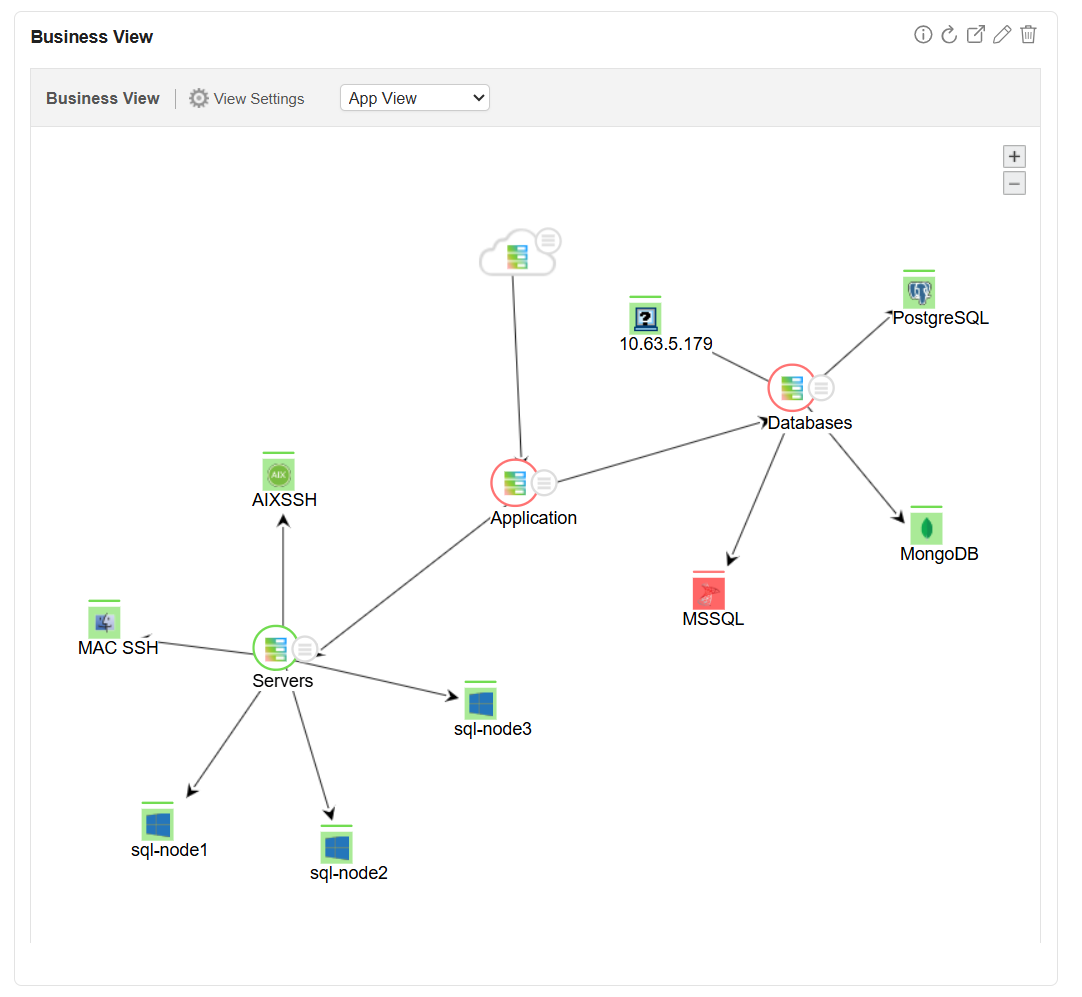 Business View
Business View
View Settings
App View
+
−
PostgreSQL
?
10.63.5.179
Databases
AIX
AIXSSH
Application
MongoDB
MSSQL
MAC SSH
Servers
sql-node3
sql-node1
sql-node2